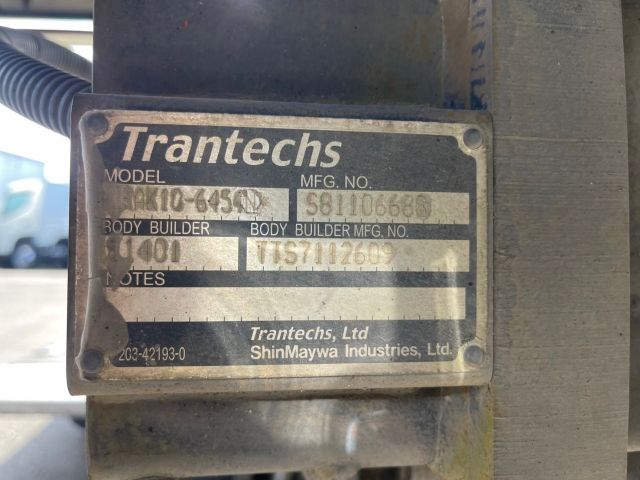 Trantechs
MODEL MFG. NO.
BODY BUILDER BODY BUILDER MFG. NO.
TTS7112609
NOTES
203-42193-0
Trantechs, Ltd
ShinMaywa Industries, Ltd.